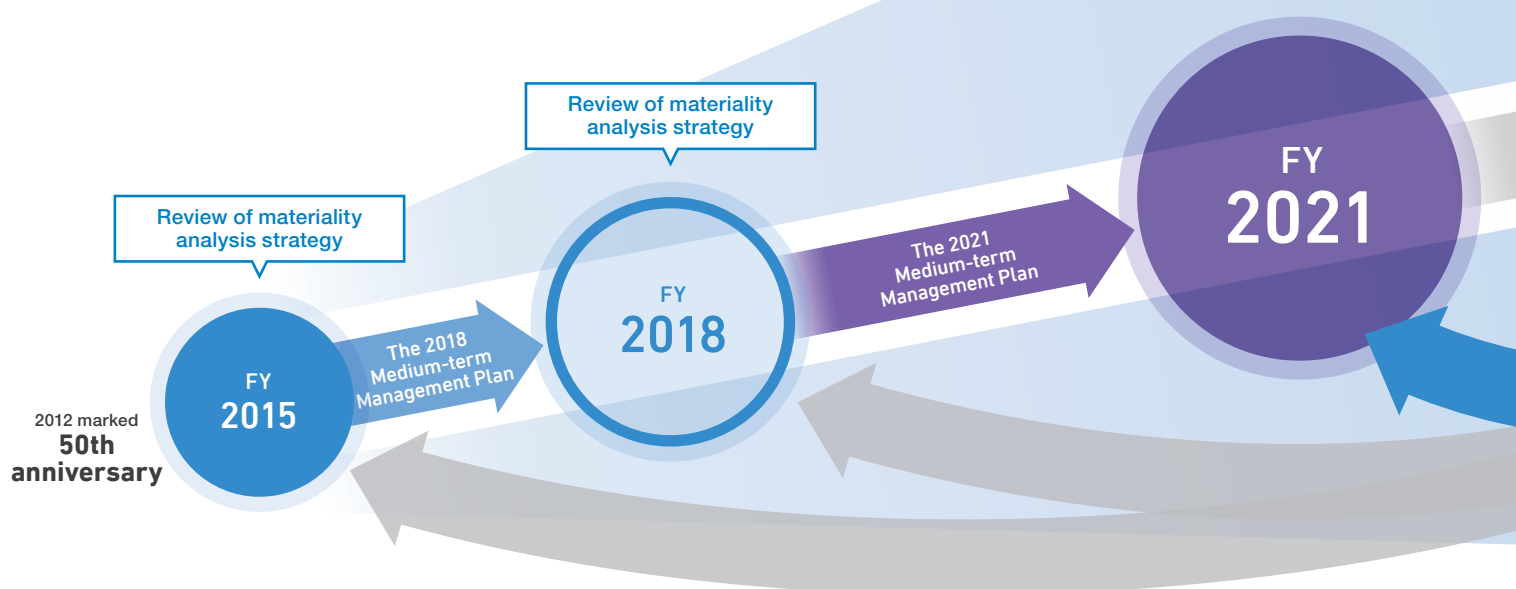 2012 marked
50th
anniversary
Review of materiality
analysis strategy
FY
2015
The 2018
Medium-term
Management Plan
Review of materiality
analysis strategy
FY
2018
The 2021
Medium-term
Management Plan
FY
2021